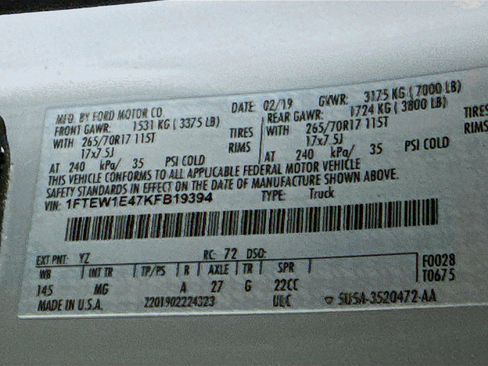 MFD. BY FORD MOTOR CO. DATE: 02/19 GVWR: 3175 KG (7000 LB)
FRONT GAWR: 1531 KG (3375 LB) REAR GAWR: 1724 KG (3800 LB)
WITH 265/70R17 115T TIRES WITH 265/70R17 115T TIRES
17x7.5J RIMS 17x7.5J RIMS
AT 240 kPa/ 35 PSI COLD AT 240 kPa/ 35 PSI COLD
THIS VEHICLE CONFORMS TO ALL APPLICABLE FEDERAL MOTOR VEHICLE
SAFETY STANDARDS IN EFFECT ON THE DATE OF MANUFACTURE SHOWN ABOVE.
VIN: 1FTEW1E47KFB19394 TYPE: Truck
EXT PNT: YZ RC: 72 DSO:
WB INT TR TP/PS R AXLE TR SPR F0028
145 MG A 27 G 22CC T0675
MADE IN U.S.A. Z201902224323 ULC SU5A-3520472-AA